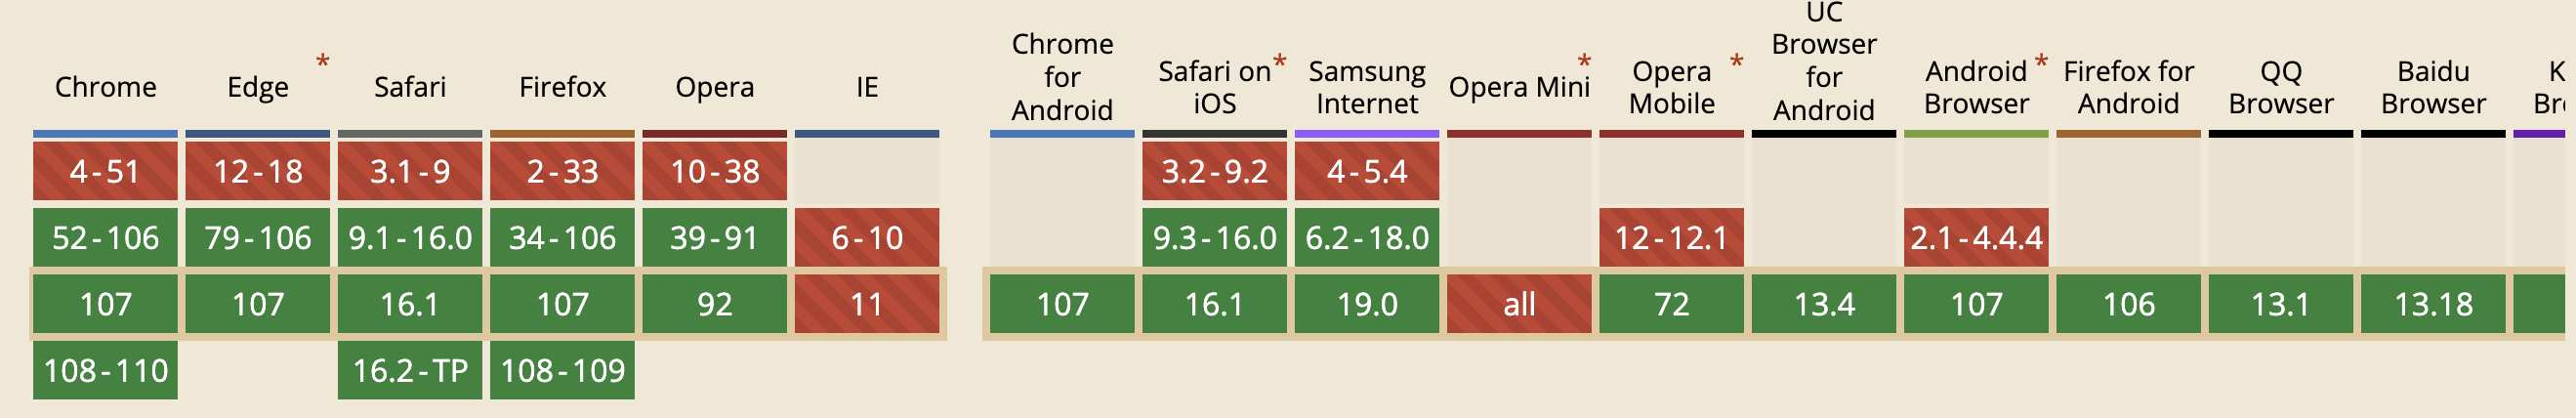 Chrome
Edge *
Safari
Firefox
Opera
IE
Chrome
for
Android
Safari on *
iOS
Samsung
Internet
Opera Mini *
Opera *
Mobile
UC
Browser
for
Android
Android *
Browser
Firefox for
Android
QQ
Browser
Baidu
Browser
4-51 12-18 3.1-9 2-33 10-38 3.2-9.2 4-5.4
52-106 79-106 9.1-16.0 34-106 39-91 6-10 9.3-16.0 6.2-18.0 12-12.1 2.1-4.4.4
107 107 16.1 107 92 11 107 16.1 19.0 all 72 13.4 107 106 13.1 13.18
108-110 16.2-TP 108-109